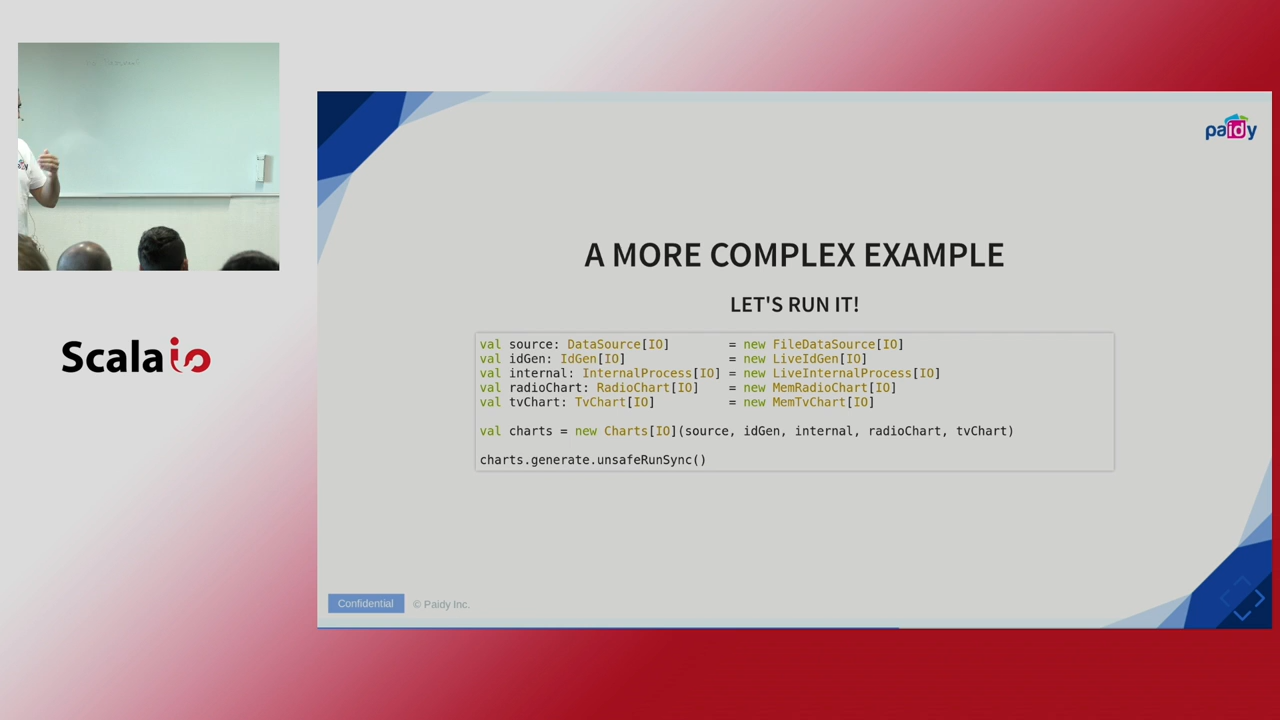 paidy
A MORE COMPLEX EXAMPLE
LET'S RUN IT!
val source: DataSource[IO]        = new FileDataSource[IO]
val idGen: IdGen[IO]              = new LiveIdGen[IO]
val internal: InternalProcess[IO] = new LiveInternalProcess[IO]
val radioChart: RadioChart[IO]    = new MemRadioChart[IO]
val tvChart: TvChart[IO]          = new MemTvChart[IO]
val charts = new Charts[IO](source, idGen, internal, radioChart, tvChart)
charts.generate.unsafeRunSync()
Confidential
© Paidy Inc.
Scala io